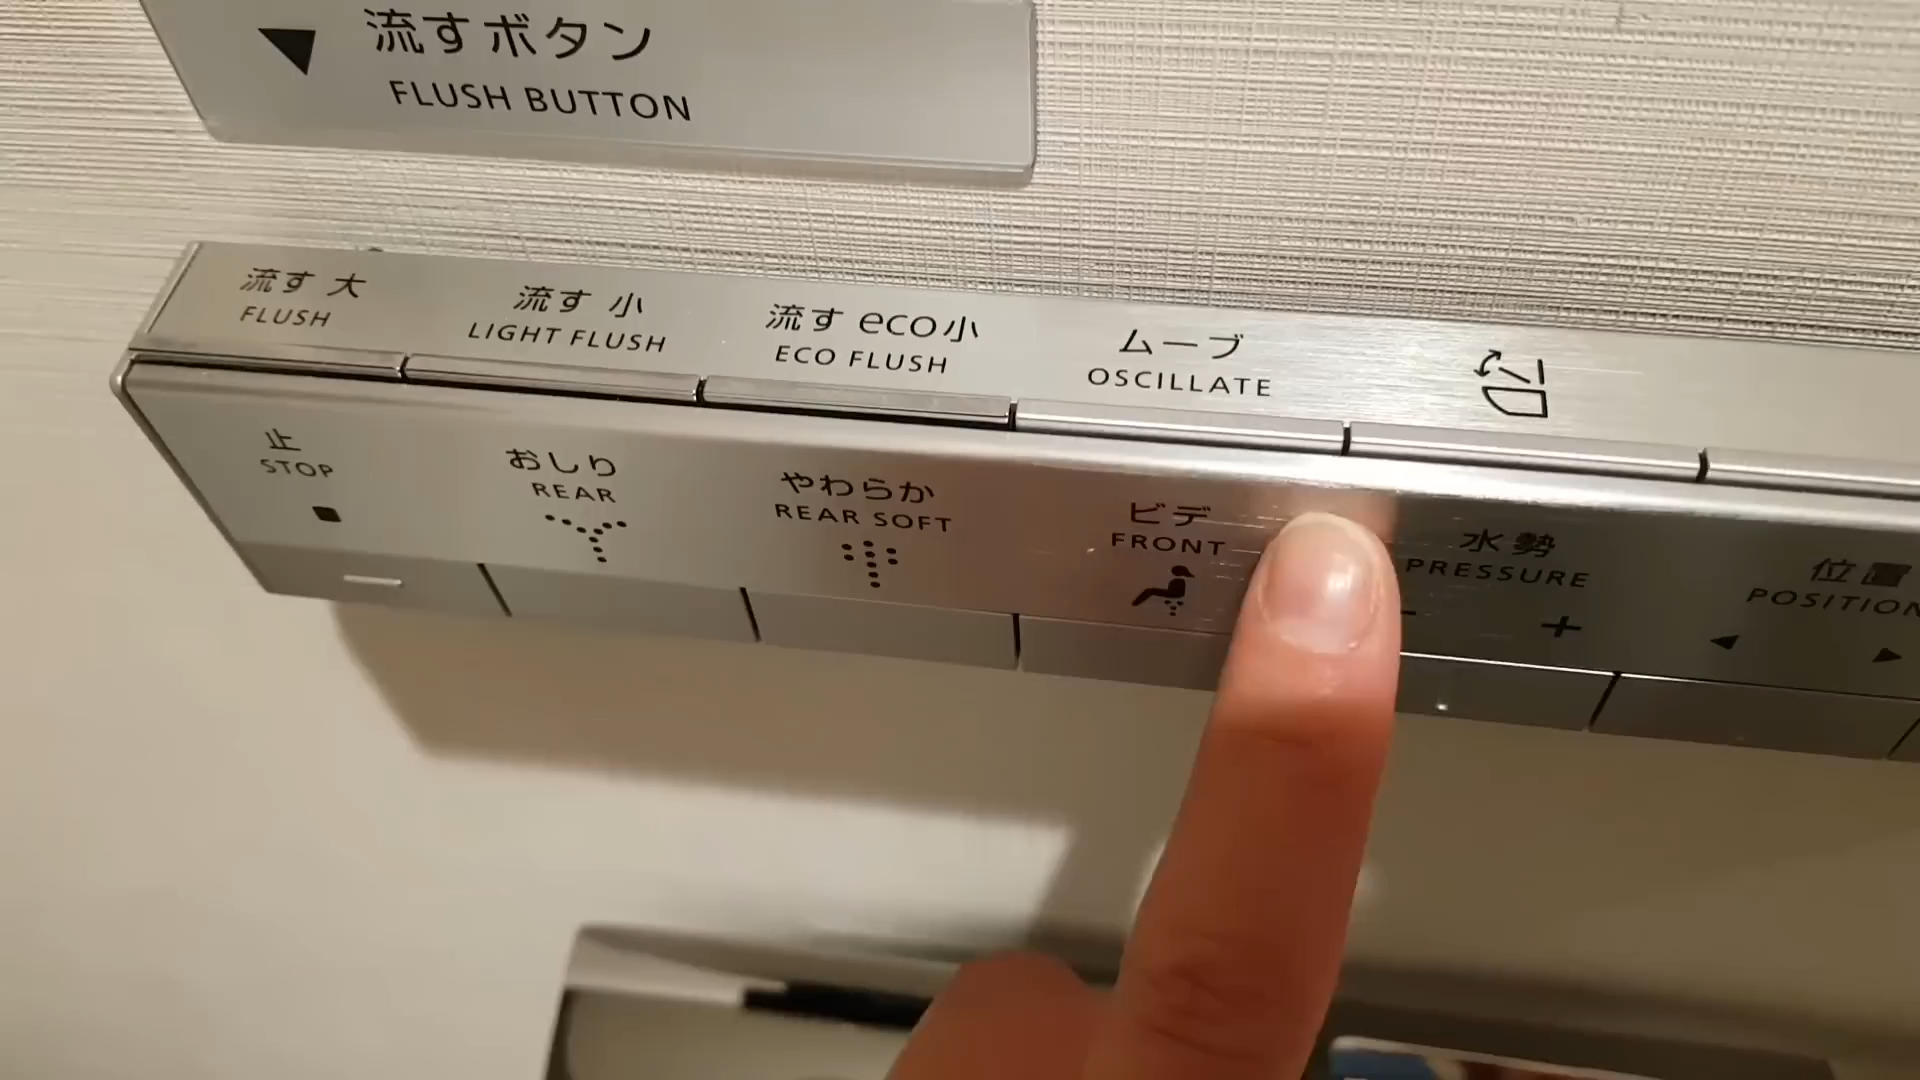 流すボタン
FLUSH BUTTON
流す 大
FLUSH
流す 小
LIGHT FLUSH
流す eco小
ECO FLUSH
ムーブ
OSCILLATE
止
STOP
おしり
REAR
やわらか
REAR SOFT
ビデ
FRONT
水勢
PRESSURE
- +
位置
POSITION